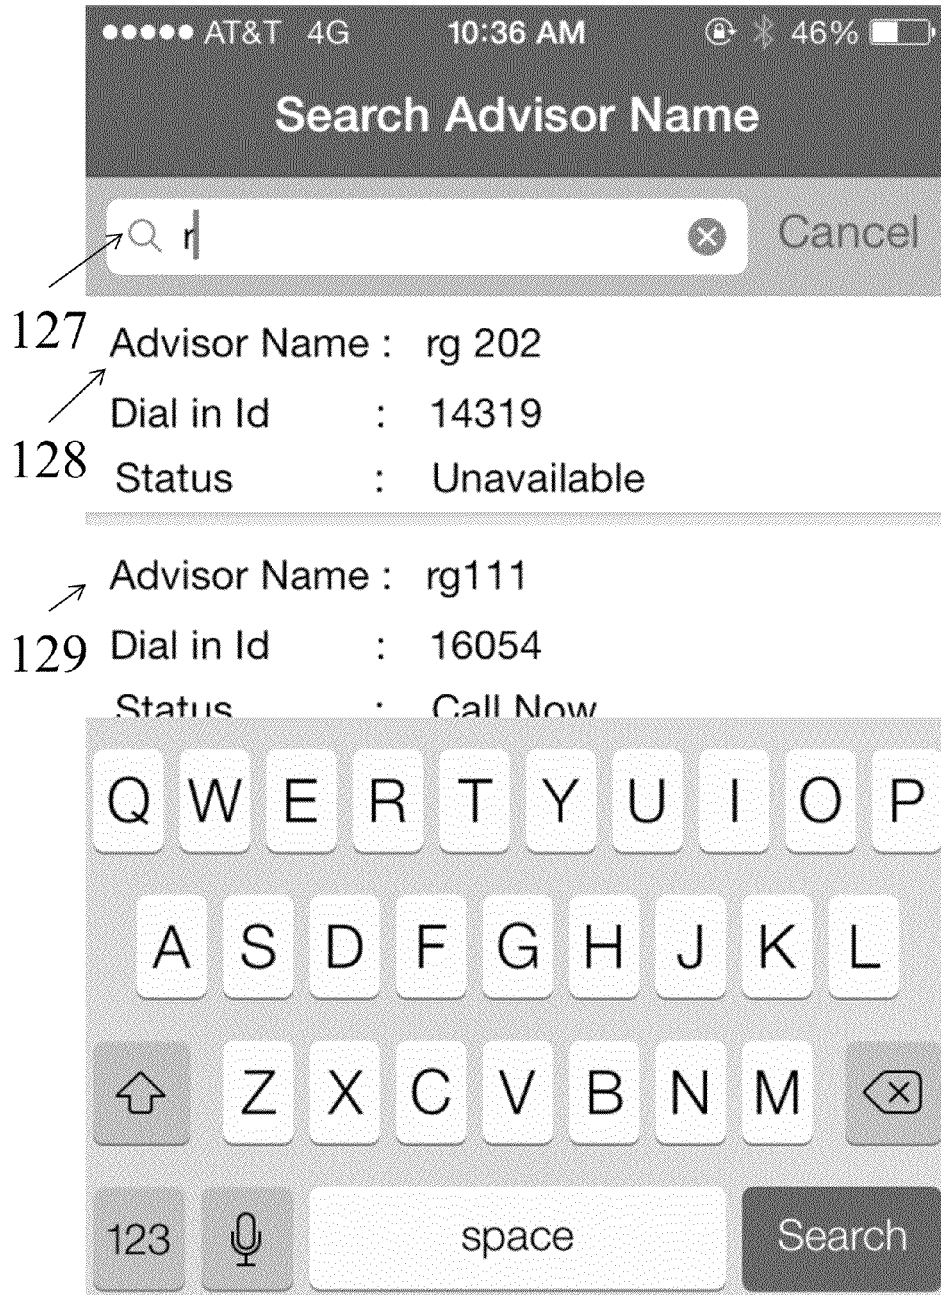 AT&T 4G 10:36 AM 46%
Search Advisor Name
r Cancel
127
Advisor Name : rg 202
Dial in Id : 14319
128
Status : Unavailable
Advisor Name : rg111
129
Dial in Id : 16054
Status : Call Now
Q W E R T Y U I O P
A S D F G H J K L
Z X C V B N M
123 space Search